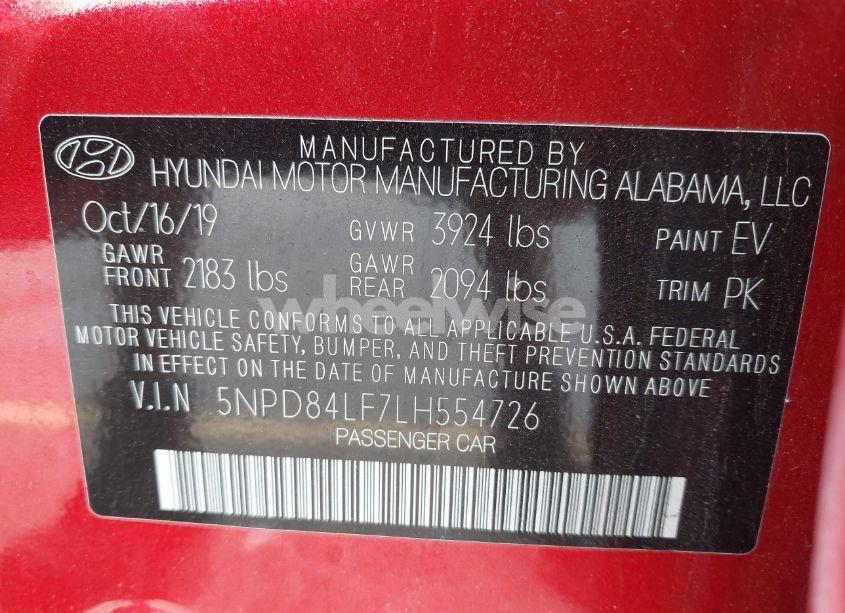 MANUFACTURED BY
HYUNDAI MOTOR MANUFACTURING ALABAMA, LLC
Oct/16/19 GVWR 3924 lbs PAINT EV
GAWR FRONT 2183 lbs GAWR REAR 2094 lbs TRIM PK
wheelwise
THIS VEHICLE CONFORMS TO ALL APPLICABLE U.S.A. FEDERAL
MOTOR VEHICLE SAFETY, BUMPER, AND THEFT PREVENTION STANDARDS
IN EFFECT ON THE DATE OF MANUFACTURE SHOWN ABOVE
V.I.N 5NPD84LF7LH554726
PASSENGER CAR